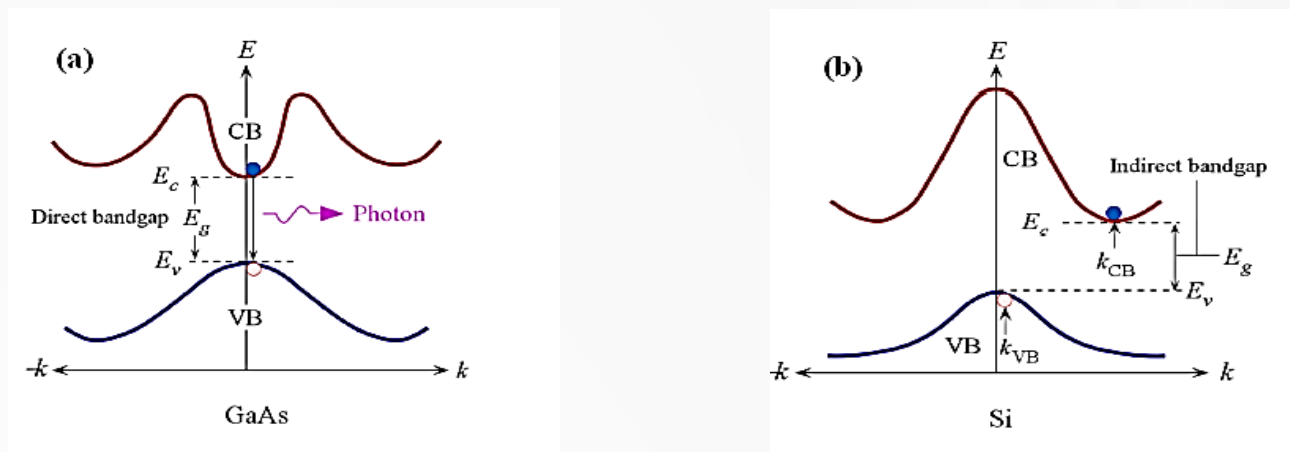 (a)
E
CB
E_c
Direct bandgap E_g
Photon
E_v
VB
-k
k
GaAs
(b)
E
CB
Indirect bandgap
E_c
k_CB
E_g
E_v
VB
k_VB
-k
k
Si